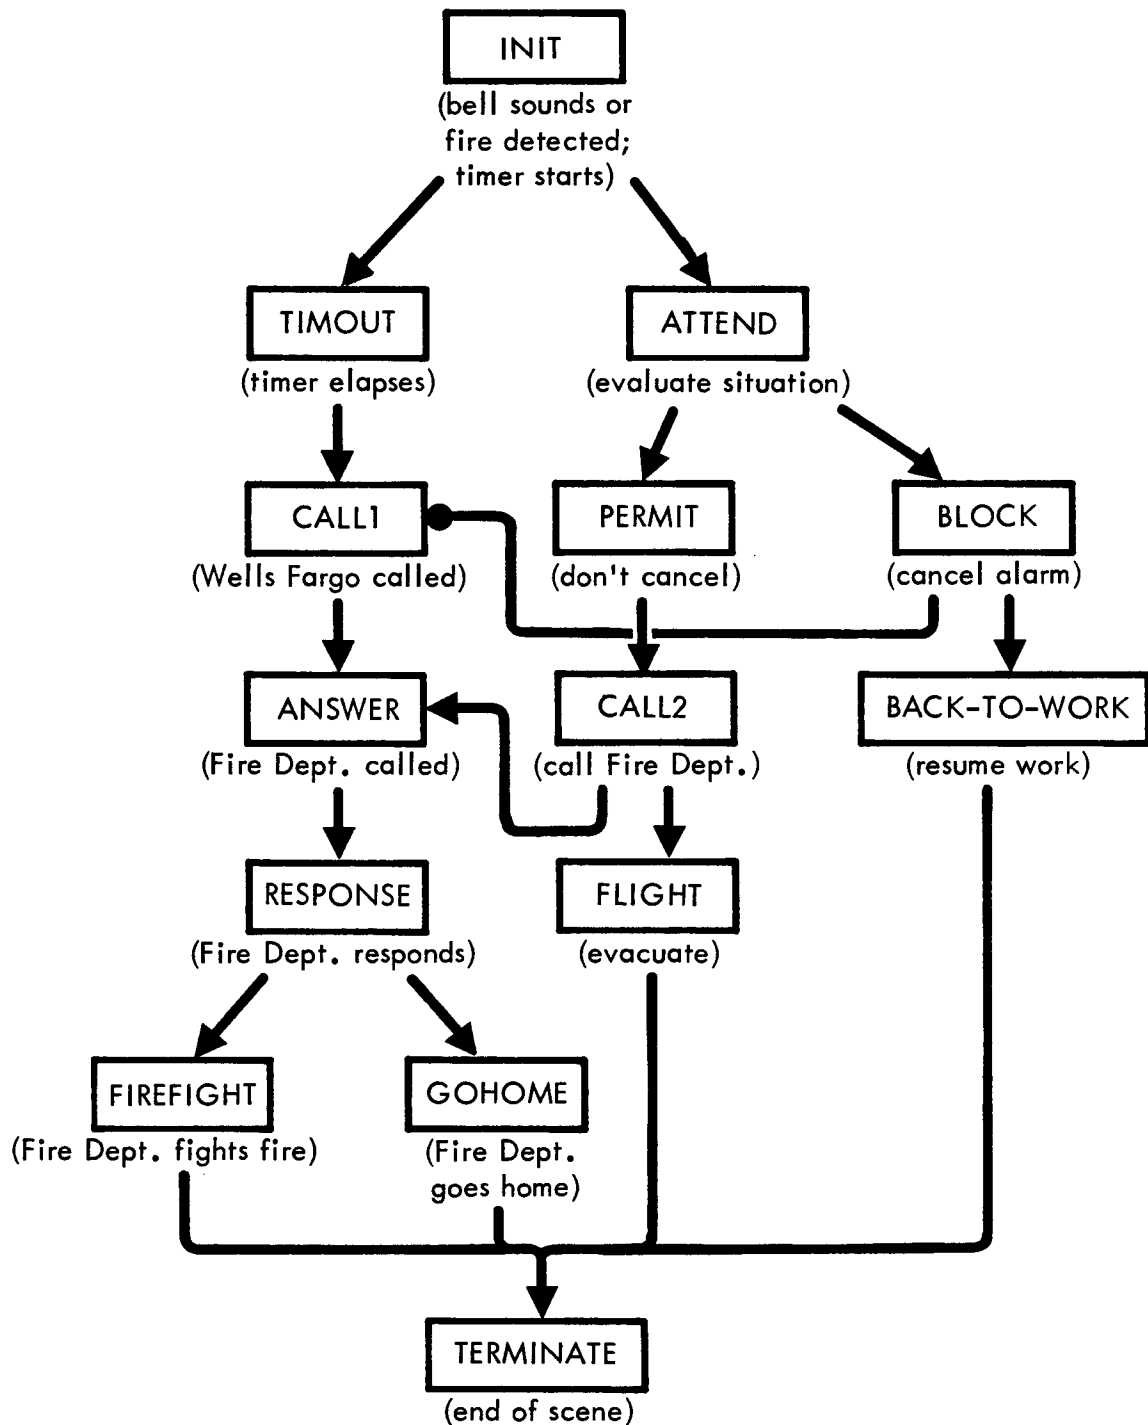 INIT
(bell sounds or
fire detected;
timer starts)
TIMOUT
ATTEND
(timer elapses)
(evaluate situation)
CALL1
PERMIT
BLOCK
(Wells Fargo called)
(don't cancel)
(cancel alarm)
ANSWER
CALL2
BACK-TO-WORK
(Fire Dept. called)
(call Fire Dept.)
(resume work)
RESPONSE
FLIGHT
(Fire Dept. responds)
(evacuate)
FIREFIGHT
GOHOME
(Fire Dept. fights fire)
(Fire Dept.
goes home)
TERMINATE
(end of scene)